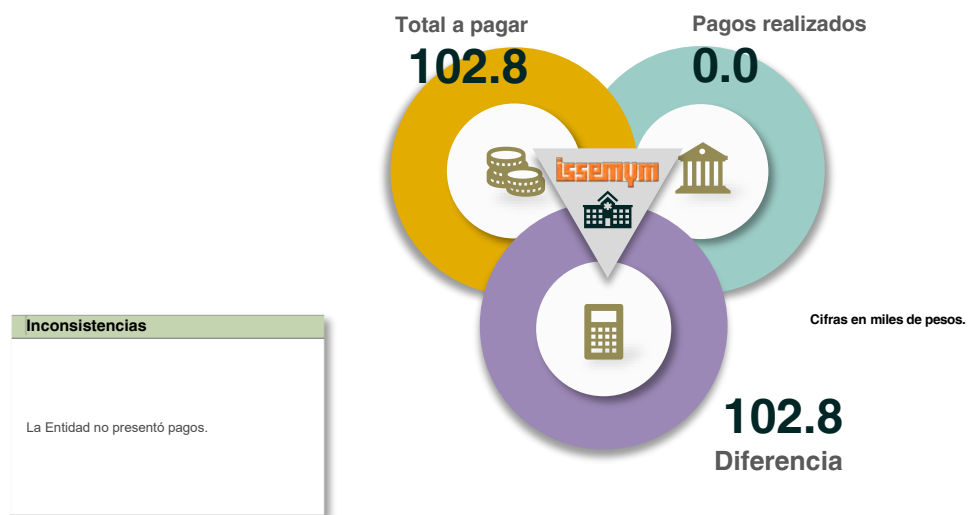 Total a pagar
102.8
Pagos realizados
0.0
issemym
Inconsistencias
La Entidad no presentó pagos.
Cifras en miles de pesos.
102.8
Diferencia